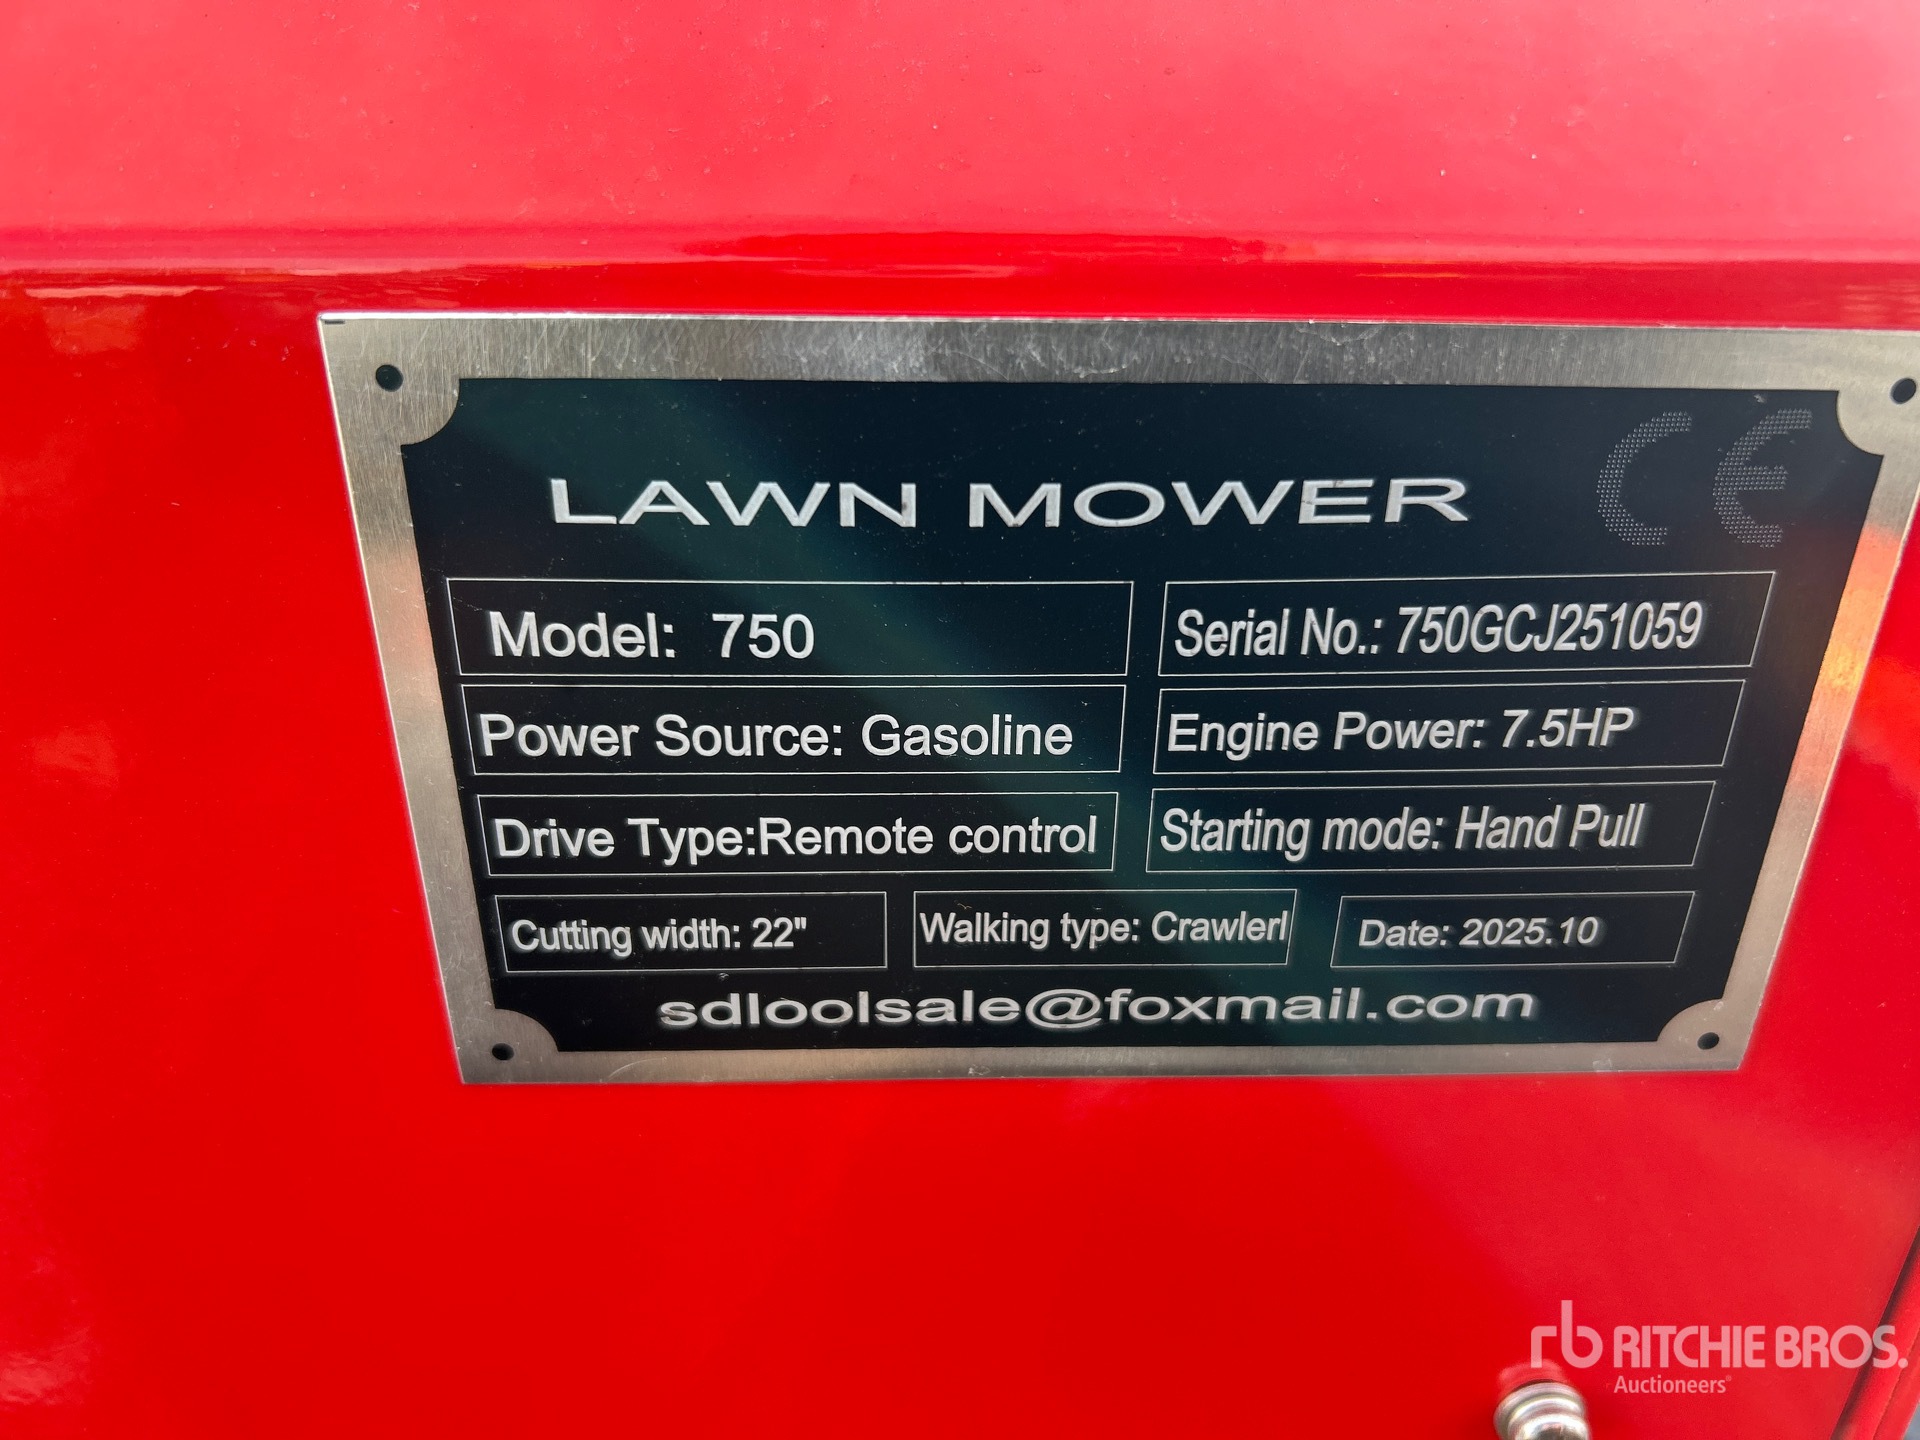 CE
LAWN MOWER
Model: 750
Serial No.: 750GCJ251059
Power Source: Gasoline
Engine Power: 7.5HP
Drive Type:Remote control
Starting mode: Hand Pull
Cutting width: 22"
Walking type: Crawlerl
Date: 2025.10
sdloolsale@foxmail.com
rb RITCHIE BROS.
Auctioneers